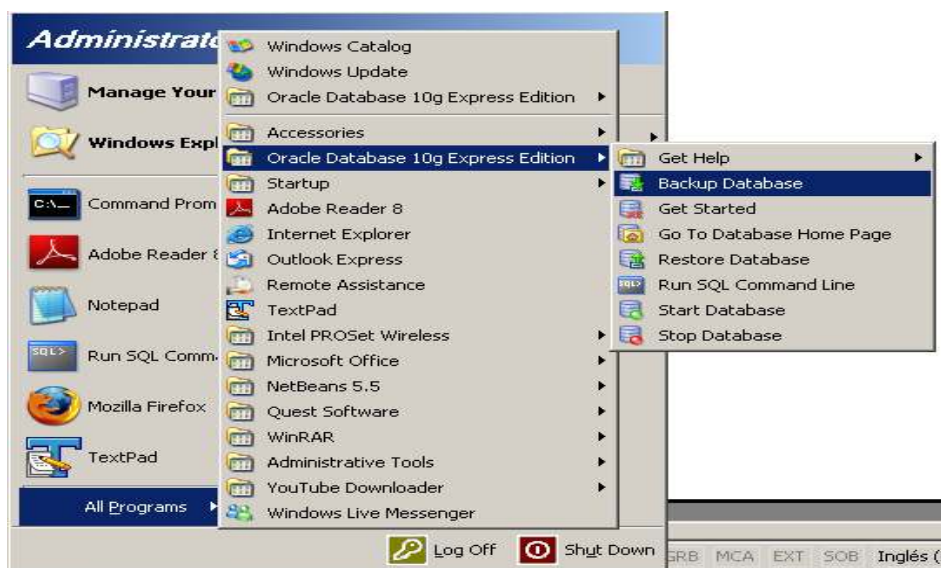 Administrato
Manage Your
Windows Expl
C:\_
Command Prom
Adobe Reader 8
Notepad
SQL>
Run SQL Comm
Mozilla Firefox
TextPad
All Programs
Windows Catalog
Windows Update
Oracle Database 10g Express Edition
Accessories
Oracle Database 10g Express Edition
Startup
Adobe Reader 8
Internet Explorer
Outlook Express
Remote Assistance
TextPad
Intel PROSet Wireless
Microsoft Office
NetBeans 5.5
Quest Software
WinRAR
Administrative Tools
YouTube Downloader
Windows Live Messenger
Get Help
Backup Database
Get Started
Go To Database Home Page
Restore Database
SQL>
Run SQL Command Line
Start Database
Stop Database
Log Off
Shut Down
GRB MCA EXT SOB Inglés (